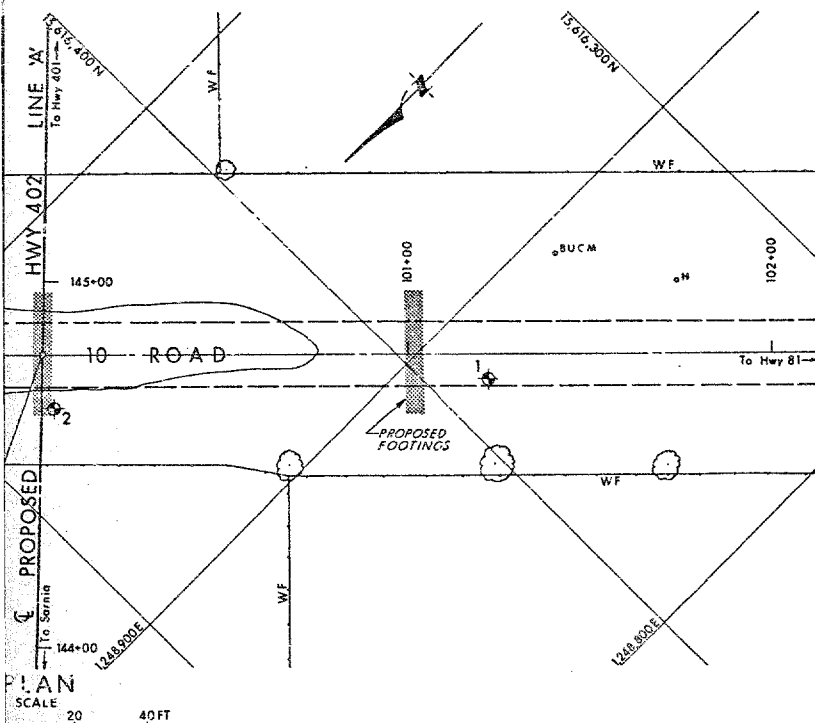 15,616,400 N
15,616,300 N
LINE 'A'
To Hwy 401
WF
N
WF
HWY 402
145+00
101+00
BUCM
H
102+00
10 ROAD
To Hwy 81
1
2
PROPOSED
FOOTINGS
WF
PROPOSED
WF
℄
To Sarnia
144+00
1,248,900 E
1,248,800 E
PLAN
SCALE
20 40 FT